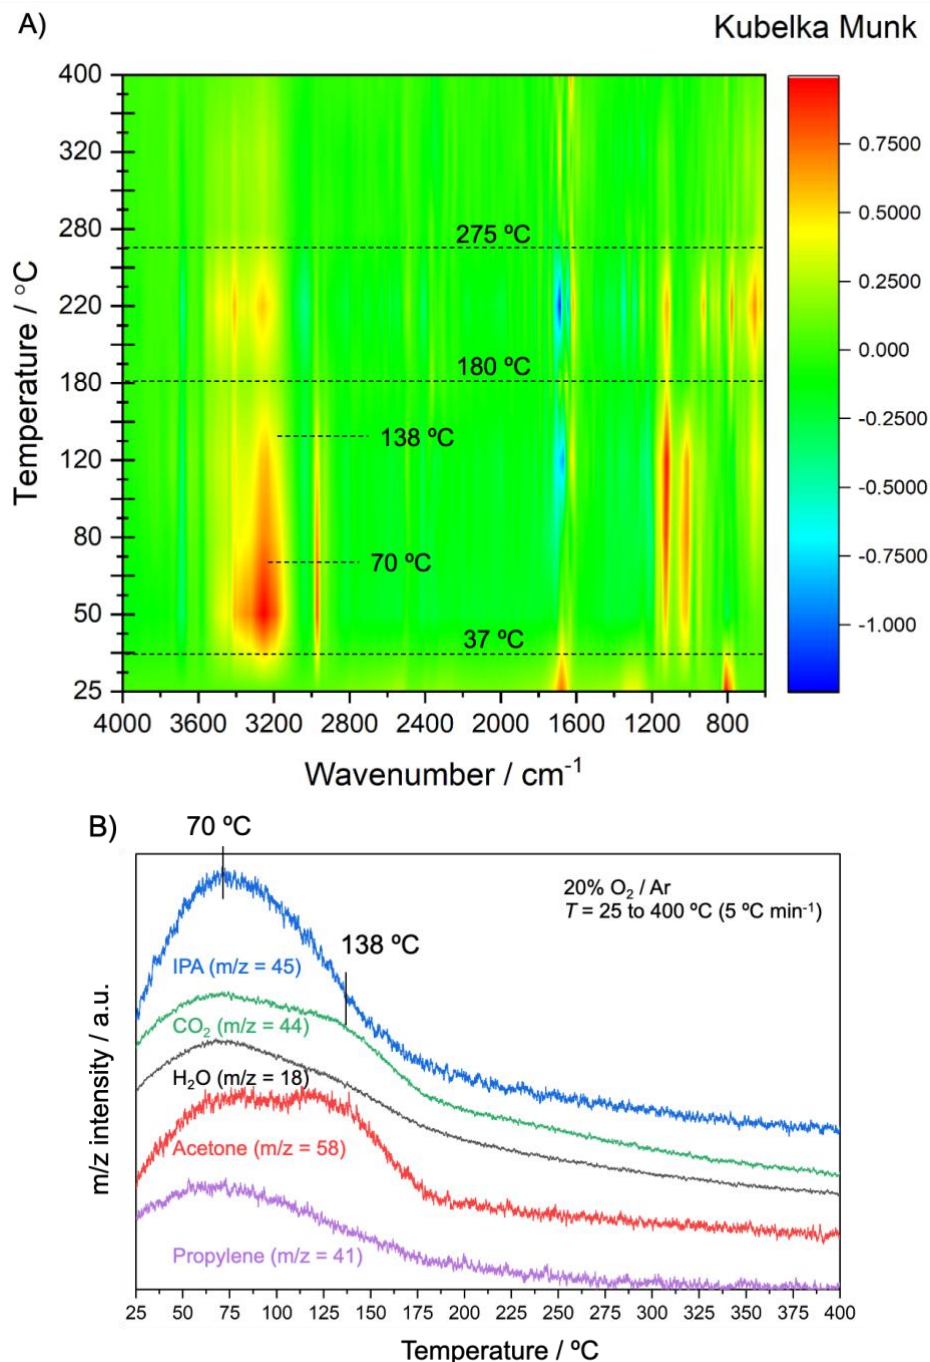 A)
Kubelka Munk
400
320
280
220
180
120
80
50
25
Temperature / °C
275 ºC
180 ºC
138 ºC
70 ºC
37 ºC
4000 3600 3200 2800 2400 2000 1600 1200 800
Wavenumber / cm-1
0.7500
0.5000
0.2500
0.000
-0.2500
-0.5000
-0.7500
-1.000
B)
70 ºC
138 ºC
20% O2 / Ar
T = 25 to 400 ºC (5 ºC min-1)
IPA (m/z = 45)
CO2 (m/z = 44)
H2O (m/z = 18)
Acetone (m/z = 58)
Propylene (m/z = 41)
m/z intensity / a.u.
25 50 75 100 125 150 175 200 225 250 275 300 325 350 375 400
Temperature / ºC